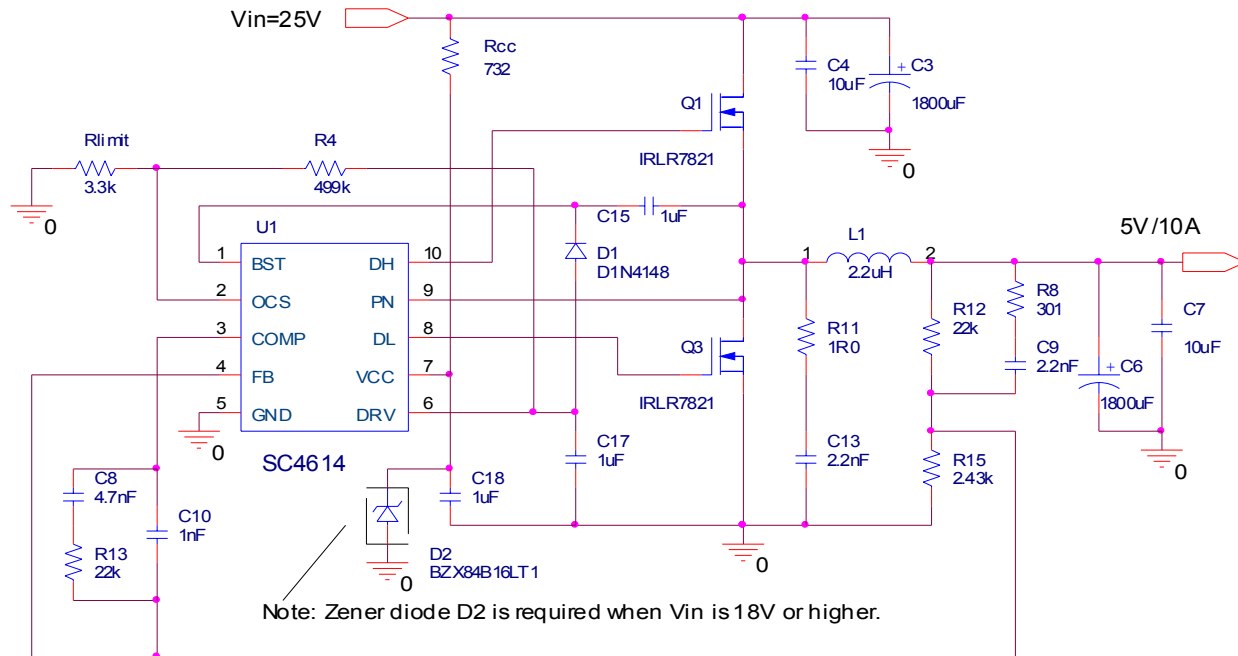 Vin=25V
Rcc
732
C4
10uF
+ C3
1800uF
0
Q1
IRLR7821
Rlimit
3.3k
0
R4
499k
C15
1uF
D1
D1N4148
U1
1
BST
DH
10
2
OCS
PN
9
3
COMP
DL
8
4
FB
VCC
7
5
GND
DRV
6
SC4614
0
Q3
IRLR7821
1
L1
2
2.2uH
5V/10A
R11
1R0
C13
2.2nF
R12
22k
R8
301
C9
2.2nF
+ C6
1800uF
C7
10uF
0
R15
2.43k
C17
1uF
C18
1uF
0
C8
4.7nF
C10
1nF
R13
22k
0
D2
BZX84B16LT1
Note: Zener diode D2 is required when Vin is 18V or higher.